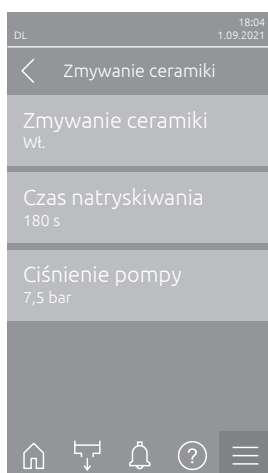 18:04
DL 1.09.2021
Zmywanie ceramiki
Zmywanie ceramiki
Wł.
Czas natryskiwania
180 s
Ciśnienie pompy
7,5 bar
?